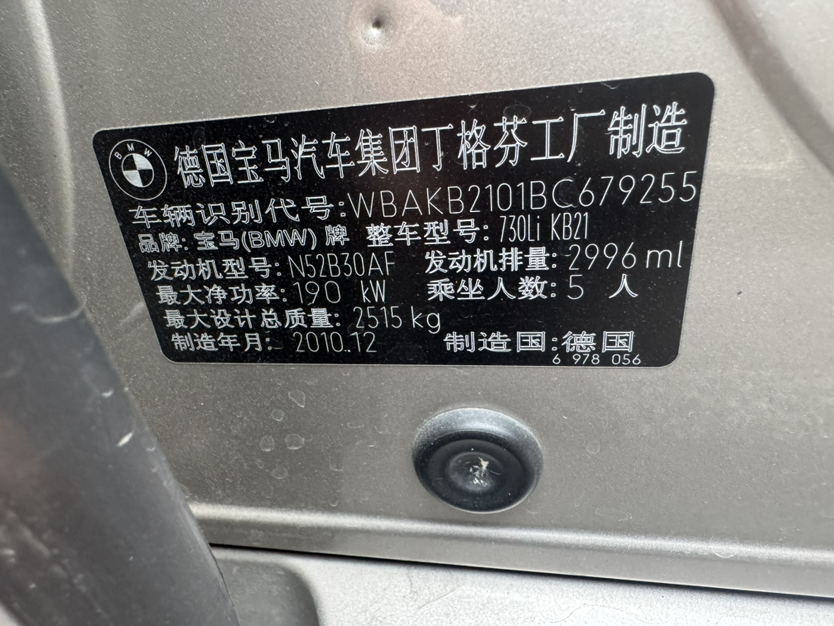 BMW
德国宝马汽车集团丁格芬工厂制造
车辆识别代号:WBAKB2101BC679255
品牌: 宝马(BMW) 牌 整车型号: 730Li KB21
发动机型号: N52B30AF 发动机排量: 2996 ml
最大净功率: 190 kW 乘坐人数: 5 人
最大设计总质量: 2515 kg
制造年月: 2010.12 制造国: 德国
6 978 056